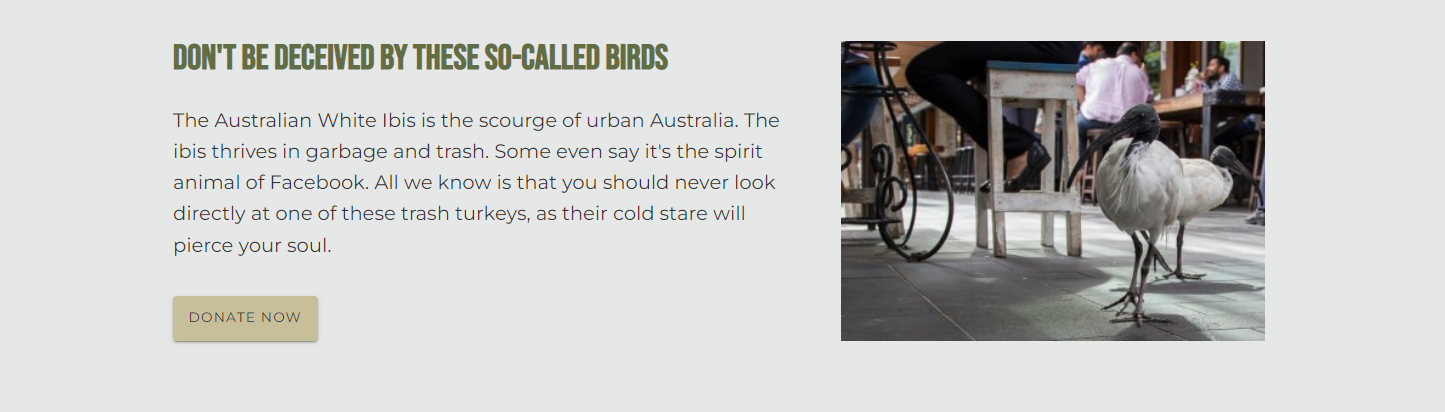 DON'T BE DECEIVED BY THESE SO-CALLED BIRDS
The Australian White Ibis is the scourge of urban Australia. The
ibis thrives in garbage and trash. Some even say it's the spirit
animal of Facebook. All we know is that you should never look
directly at one of these trash turkeys, as their cold stare will
pierce your soul.
DONATE NOW